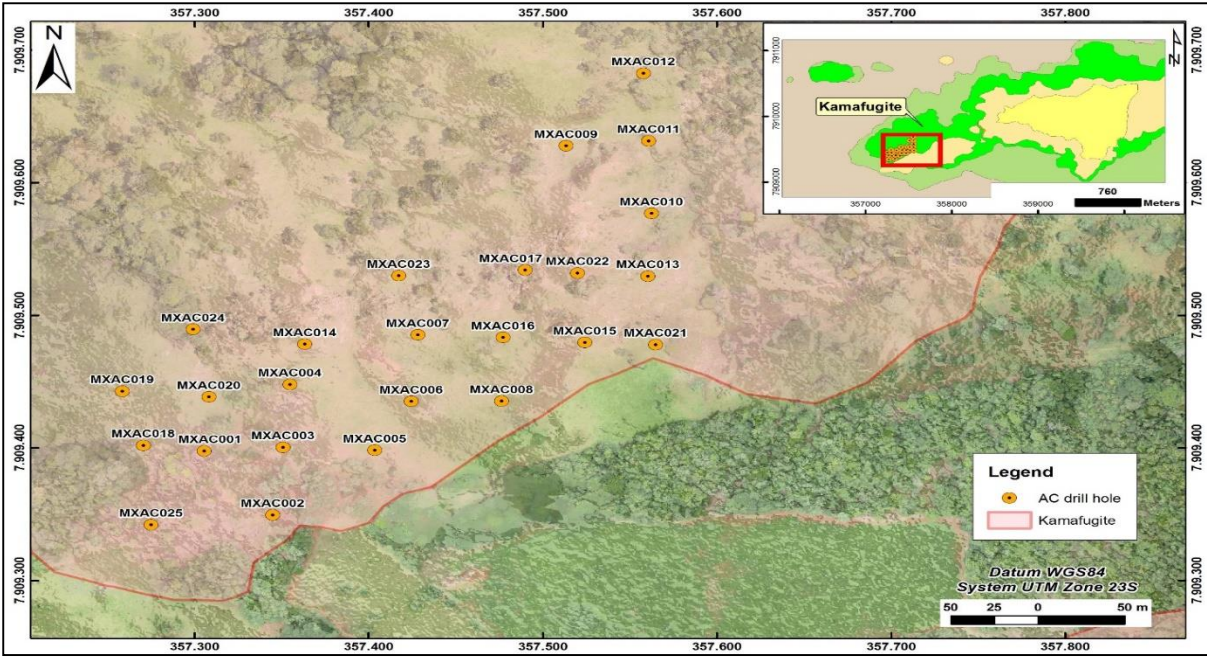 357.300
357.400
357.500
357.600
357.700
357.800
7.909.700
7.909.700
N
MXAC012
7911000
N
Kamafugite
7910000
7909000
760
Meters
357000
358000
359000
MXAC009
MXAC011
7.909.600
7.909.600
MXAC010
MXAC023
MXAC017
MXAC022
MXAC013
7.909.500
7.909.500
MXAC024
MXAC014
MXAC007
MXAC016
MXAC015
MXAC021
MXAC019
MXAC020
MXAC004
MXAC006
MXAC008
7.909.400
7.909.400
MXAC018
MXAC001
MXAC003
MXAC005
MXAC025
MXAC002
Legend
AC drill hole
Kamafugite
7.909.300
7.909.300
Datum WGS84
System UTM Zone 23S
50 25 0 50 m
357.300
357.400
357.500
357.600
357.700
357.800